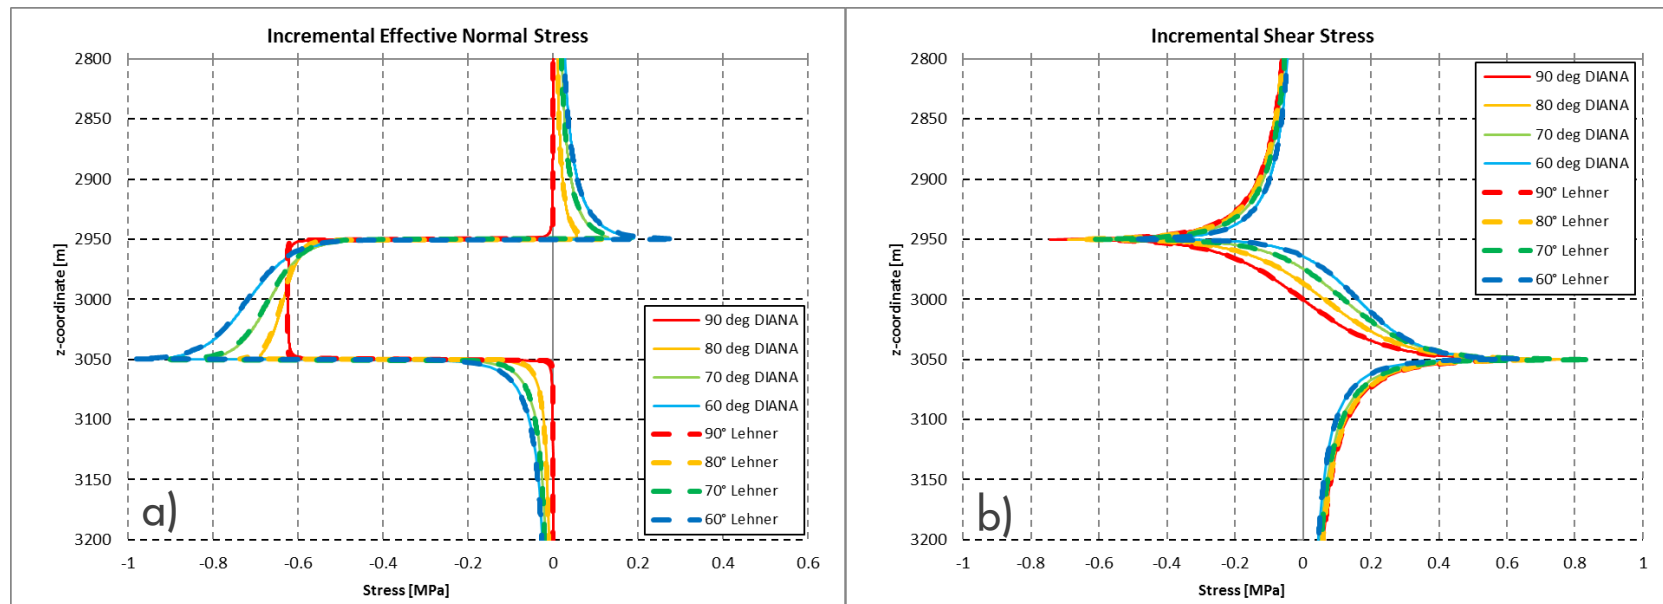 Incremental Effective Normal Stress
2800
2850
2900
2950
3000
3050
3100
3150
3200
z-coordinate [m]
-1 -0.8 -0.6 -0.4 -0.2 0 0.2 0.4 0.6
Stress [MPa]
90 deg DIANA
80 deg DIANA
70 deg DIANA
60 deg DIANA
90° Lehner
80° Lehner
70° Lehner
60° Lehner
a)
Incremental Shear Stress
2800
2850
2900
2950
3000
3050
3100
3150
3200
z-coordinate [m]
-1 -0.8 -0.6 -0.4 -0.2 0 0.2 0.4 0.6 0.8 1
Stress [MPa]
90 deg DIANA
80 deg DIANA
70 deg DIANA
60 deg DIANA
90° Lehner
80° Lehner
70° Lehner
60° Lehner
b)